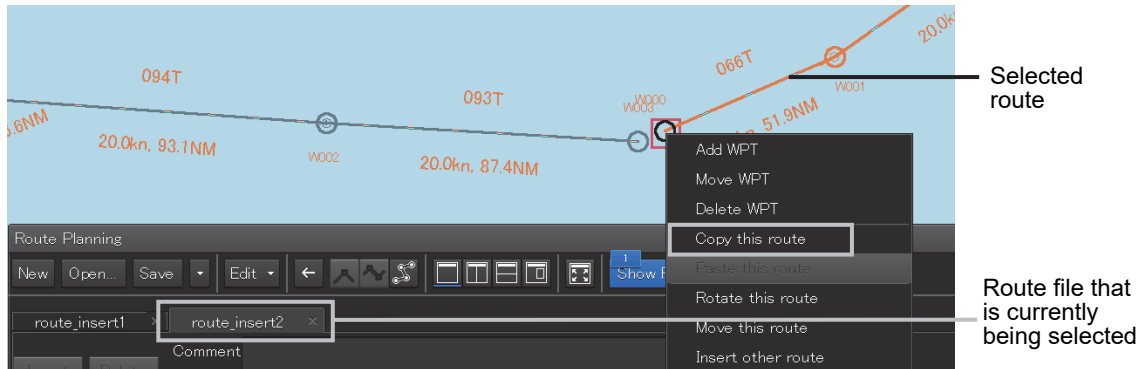 20.0kn
066T
W001
Selected
route
094T
093T
W000
51.9NM
20.0kn, 93.1NM
W002
20.0kn, 87.4NM
Add WPT
Move WPT
Delete WPT
Copy this route
Paste this route
Rotate this route
Move this route
Insert other route
Route Planning
New Open... Save Edit
1
Show
route_insert1 × route_insert2 ×
Comment
Route file that
is currently
being selected